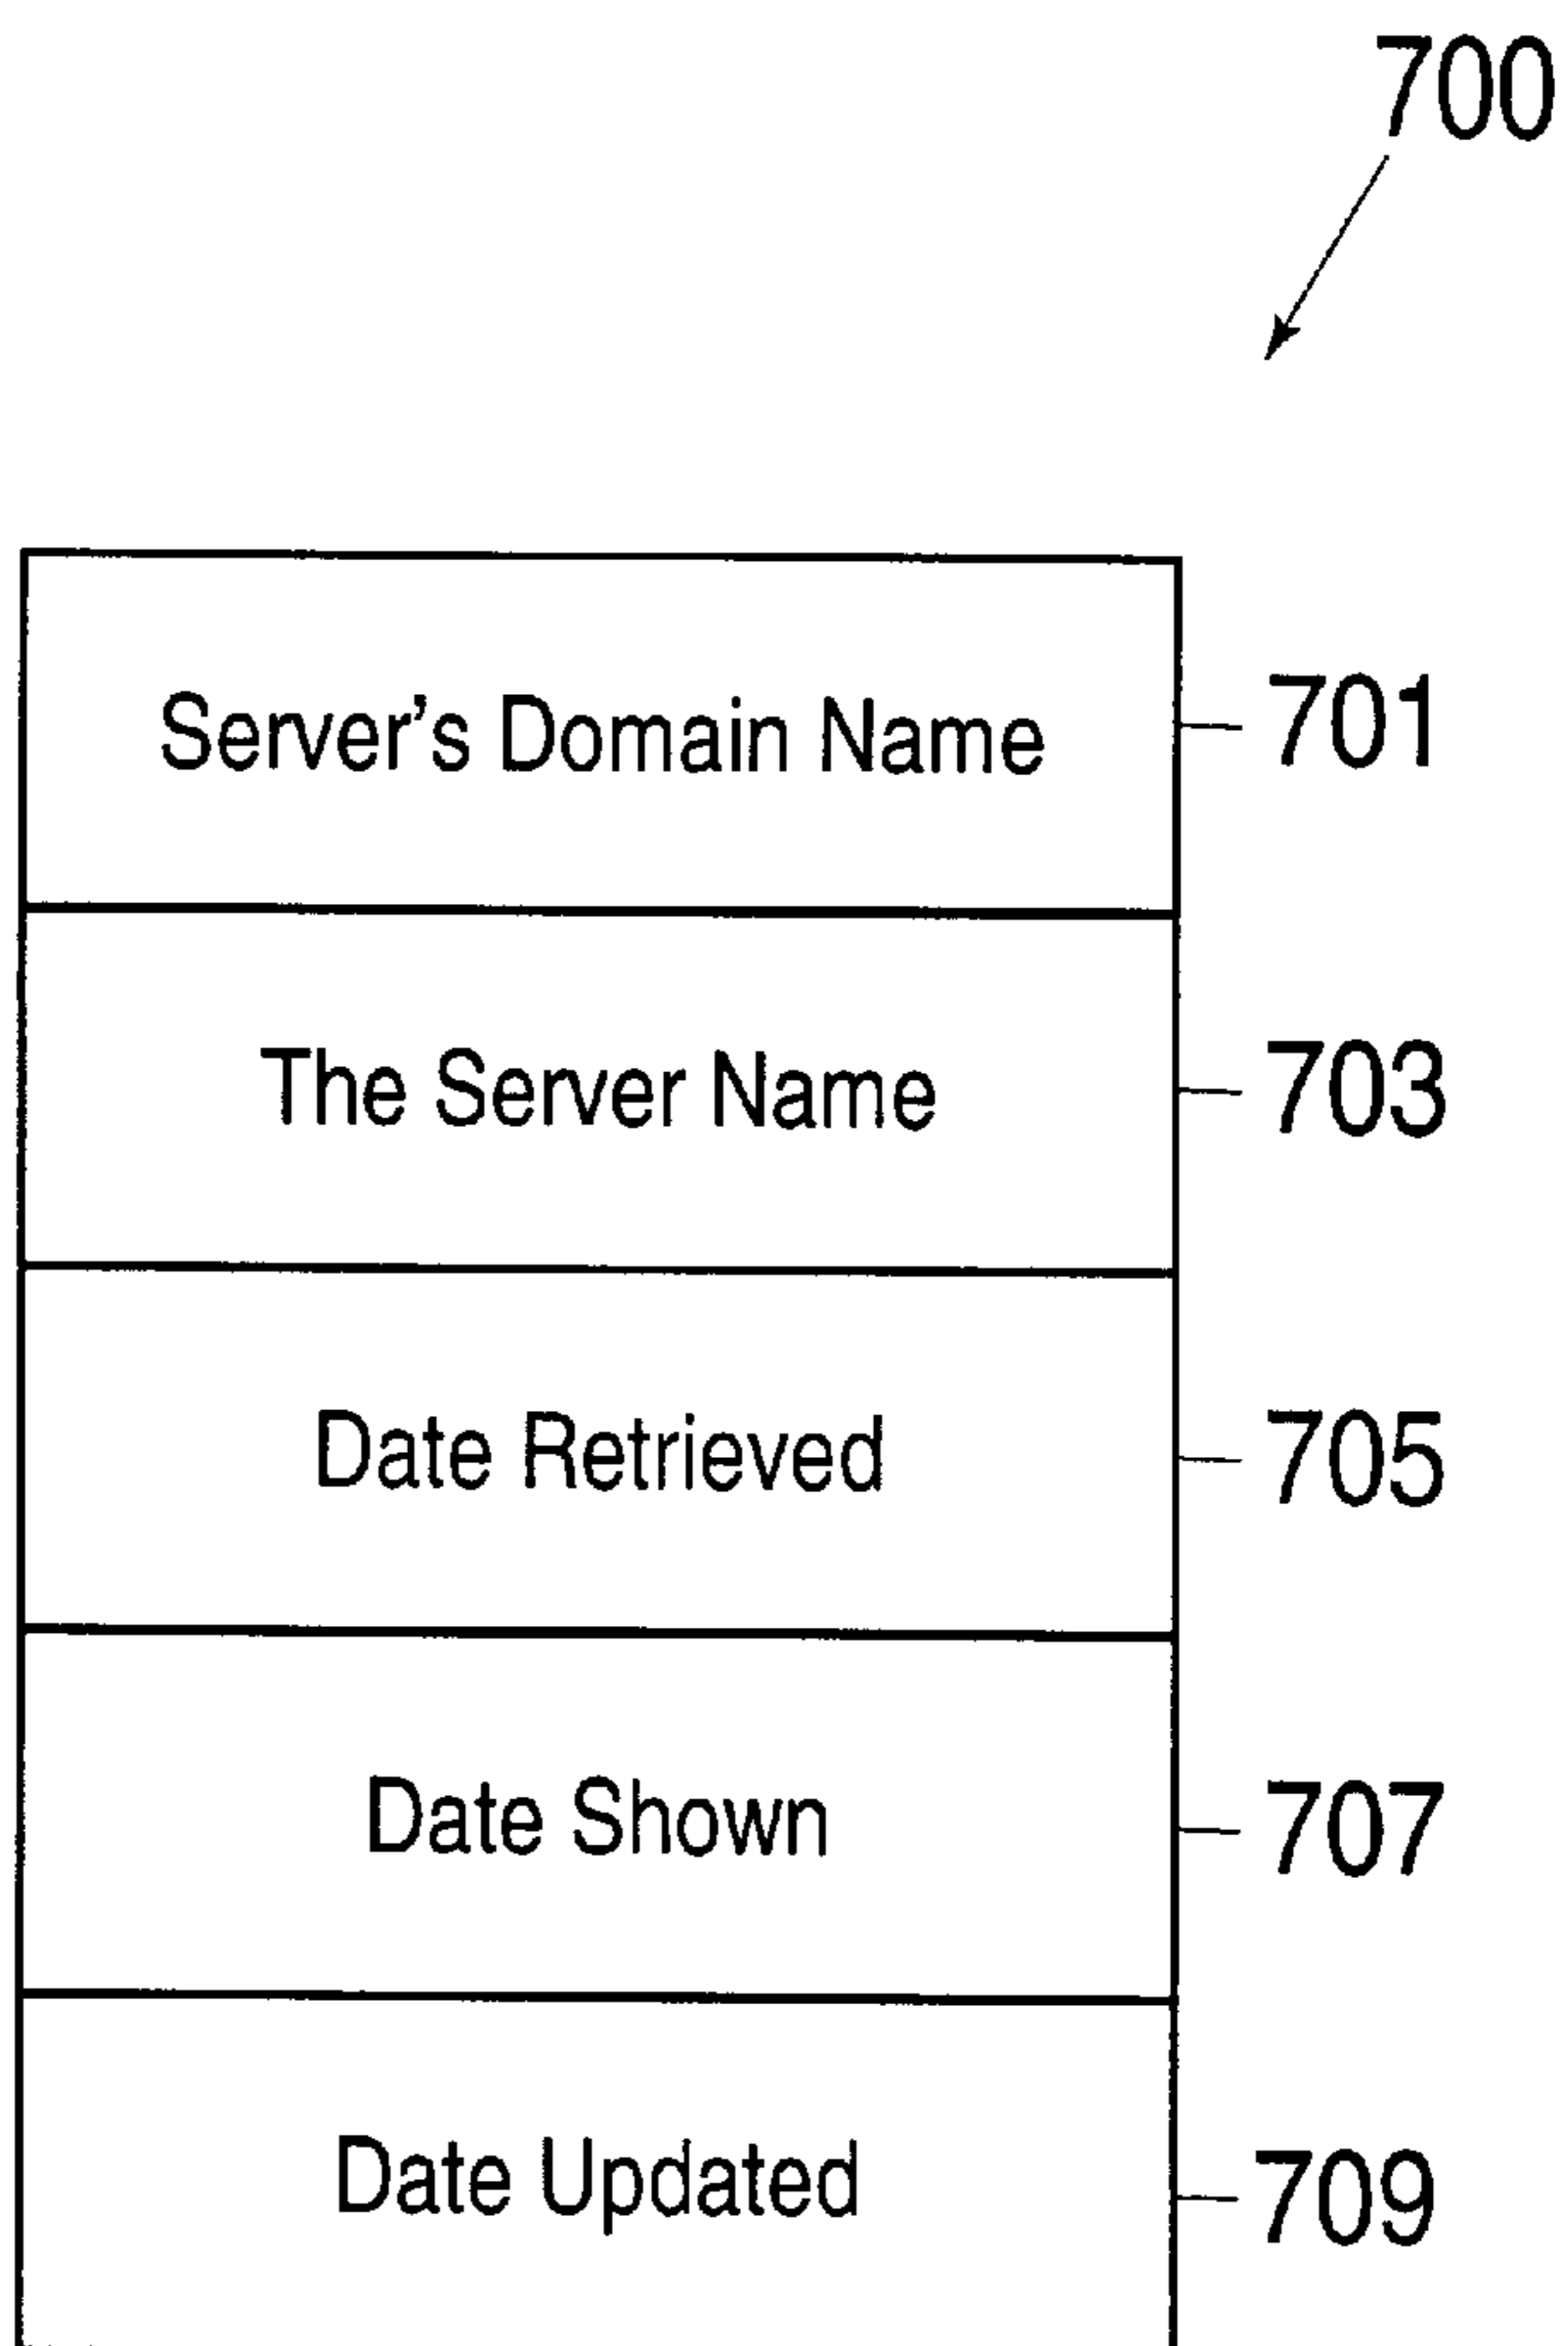 700
Server's Domain Name 701
The Server Name 703
Date Retrieved 705
Date Shown 707
Date Updated 709